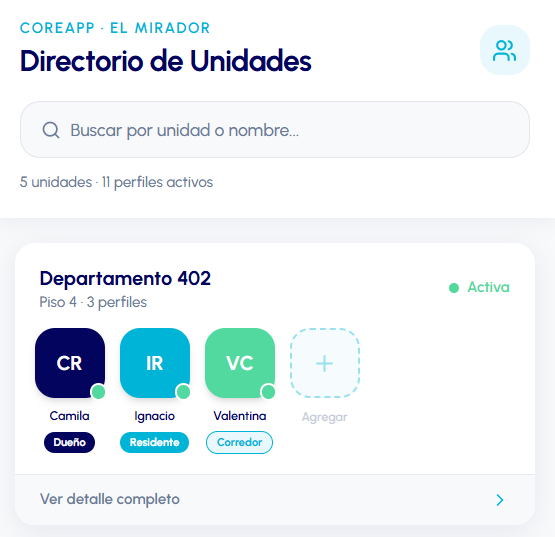 COREAPP · EL MIRADOR
Directorio de Unidades
Buscar por unidad o nombre...
5 unidades · 11 perfiles activos
Departamento 402
Piso 4 · 3 perfiles
Activa
CR
IR
VC
Camila
Ignacio
Valentina
Agregar
Dueño
Residente
Corredor
Ver detalle completo